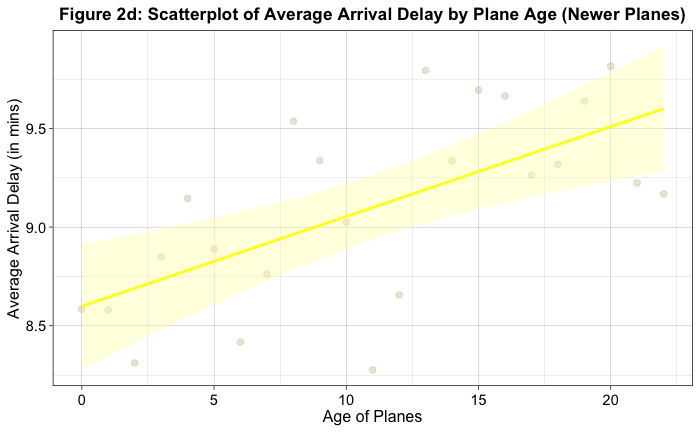 Figure 2d: Scatterplot of Average Arrival Delay by Plane Age (Newer Planes)
Average Arrival Delay (in mins)
9.5
9.0
8.5
0 5 10 15 20
Age of Planes